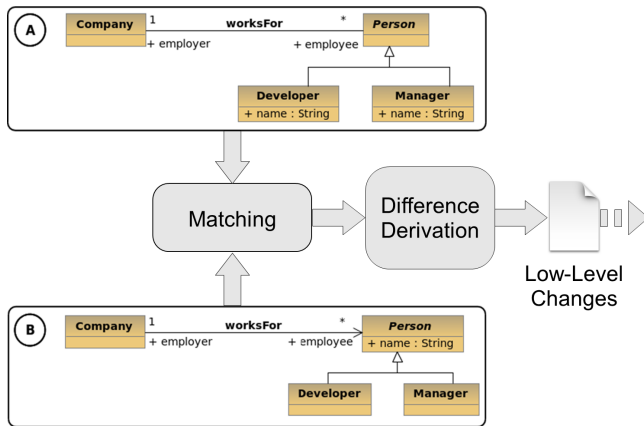 A
Company
1
worksFor
*
Person
+ employer
+ employee
Developer
+ name : String
Manager
+ name : String
Matching
Difference
Derivation
Low-Level
Changes
B
Company
1
worksFor
*
Person
+ employer
+ employee
+ name : String
Developer
Manager